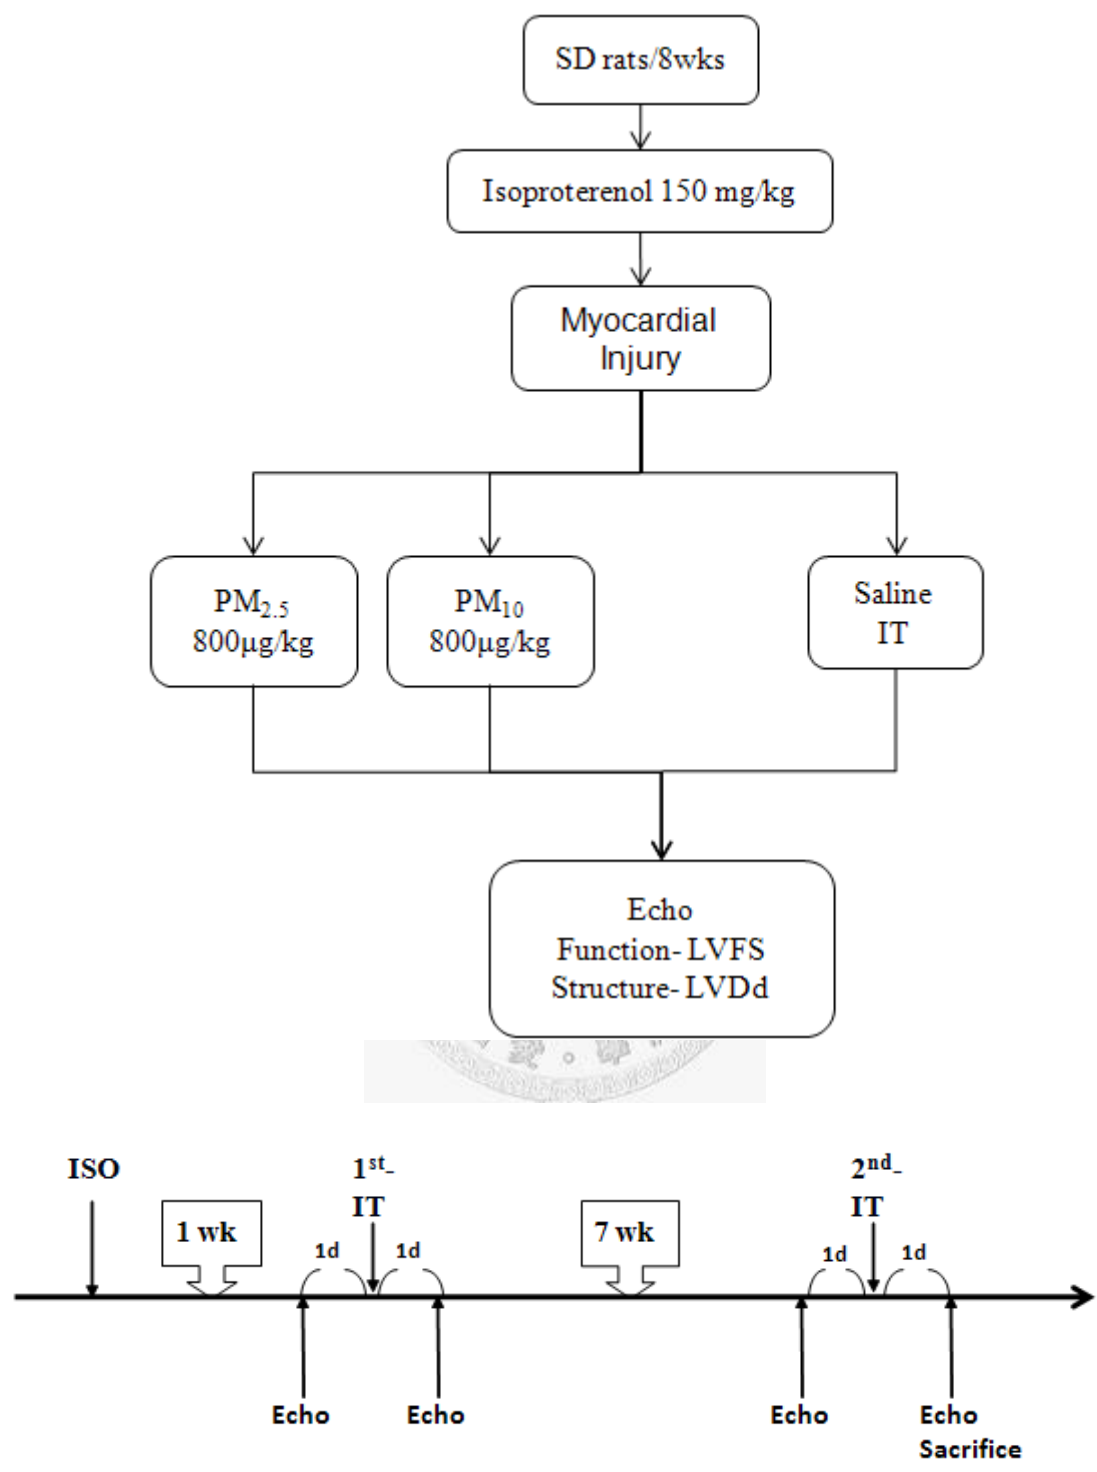 SD rats/8wks
Isoproterenol 150 mg/kg
Myocardial
Injury
PM2.5
800μg/kg
PM10
800μg/kg
Saline
IT
Echo
Function- LVFS
Structure- LVDd
ISO
1 wk
1st-
IT
1d
1d
7 wk
2nd-
IT
1d
1d
Echo
Echo
Echo
Echo
Sacrifice